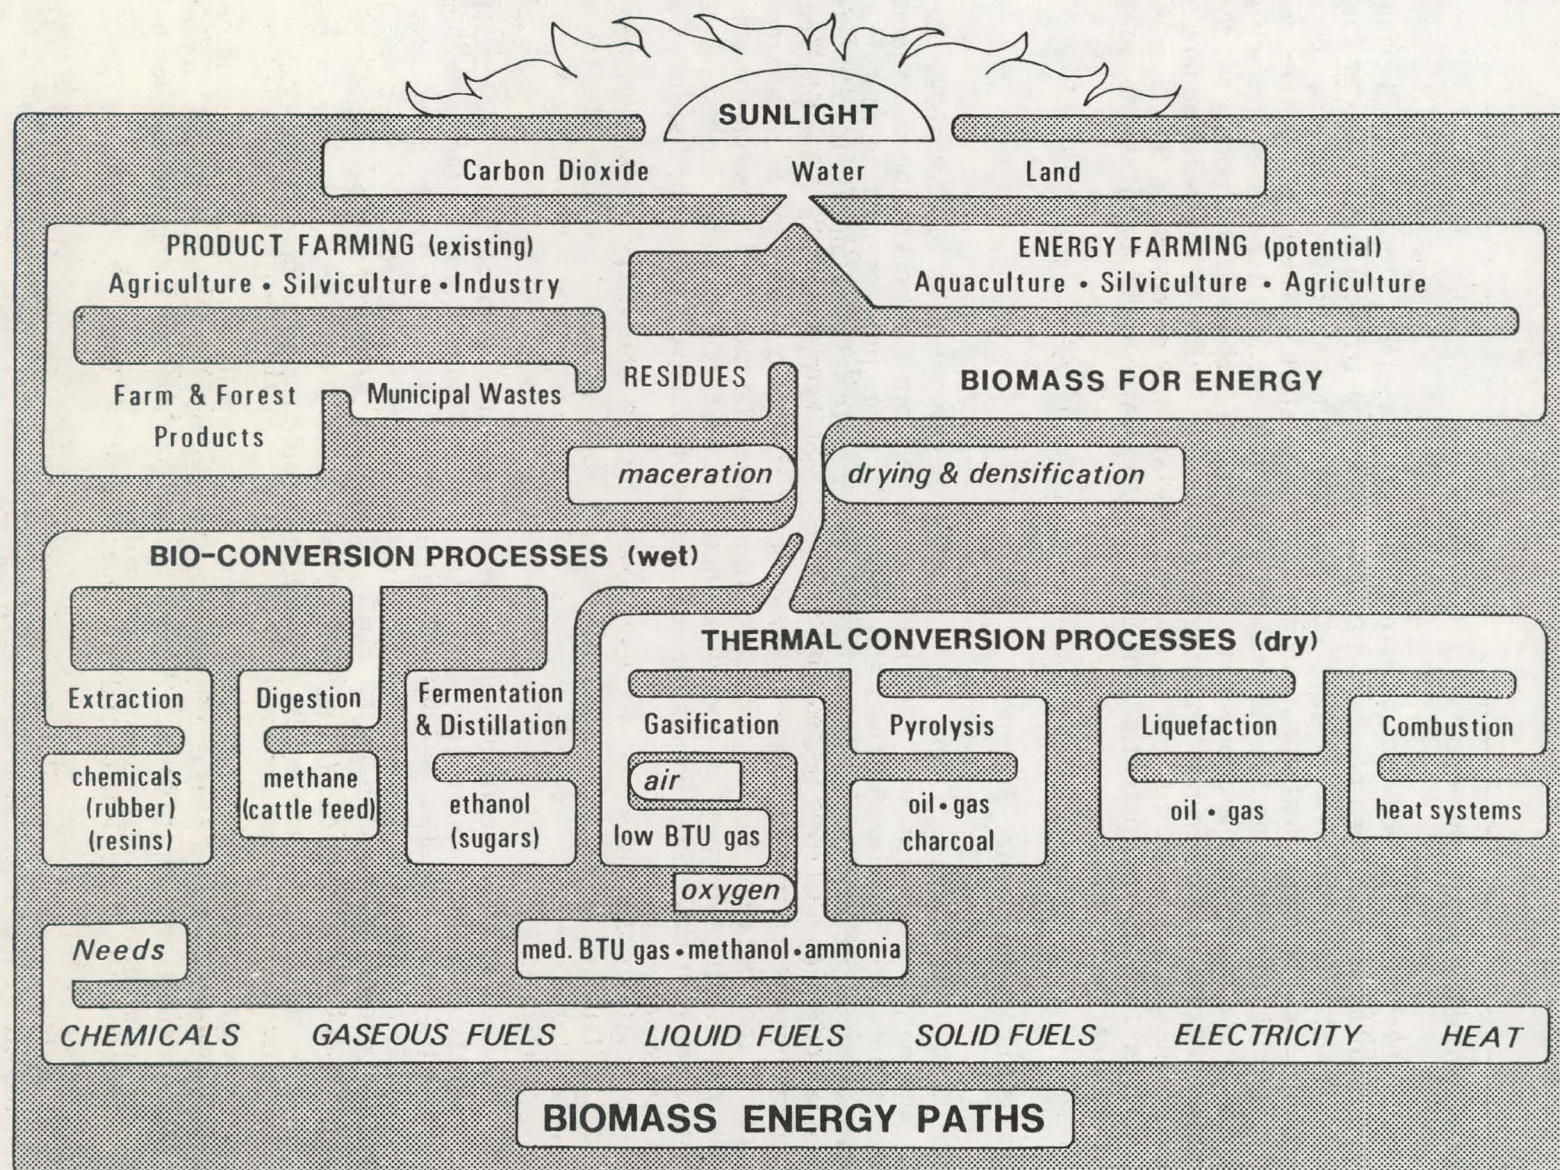 SUNLIGHT
Carbon Dioxide Water Land
PRODUCT FARMING (existing)
Agriculture • Silviculture • Industry
ENERGY FARMING (potential)
Aquaculture • Silviculture • Agriculture
Farm & Forest
Products
Municipal Wastes
RESIDUES
BIOMASS FOR ENERGY
maceration
drying & densification
BIO-CONVERSION PROCESSES (wet)
THERMAL CONVERSION PROCESSES (dry)
Extraction
chemicals
(rubber)
(resins)
Digestion
methane
(cattle feed)
Fermentation
& Distillation
ethanol
(sugars)
Gasification
air
low BTU gas
oxygen
med. BTU gas • methanol • ammonia
Pyrolysis
oil • gas
charcoal
Liquefaction
oil • gas
Combustion
heat systems
Needs
CHEMICALS GASEOUS FUELS LIQUID FUELS SOLID FUELS ELECTRICITY HEAT
BIOMASS ENERGY PATHS